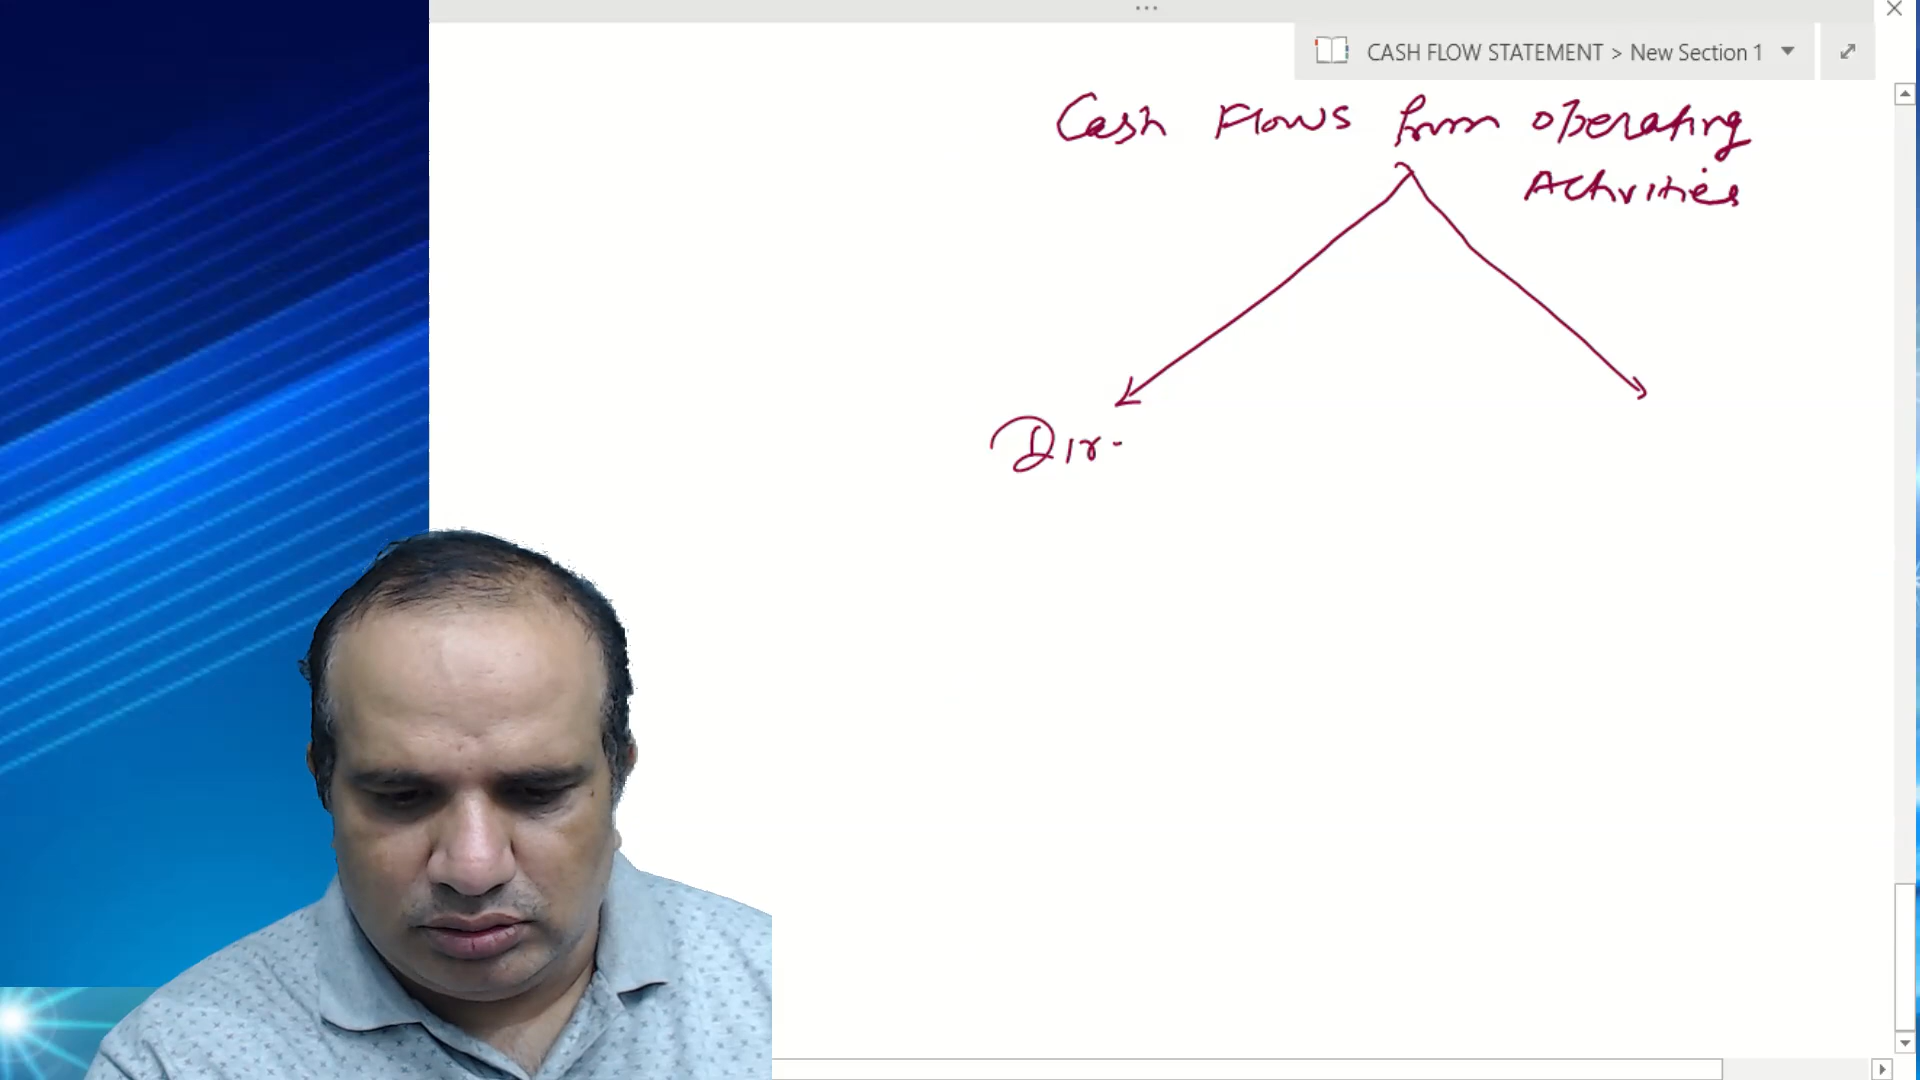 CASH FLOW STATEMENT > New Section 1
Cash Flows from operating
Activities
Dir